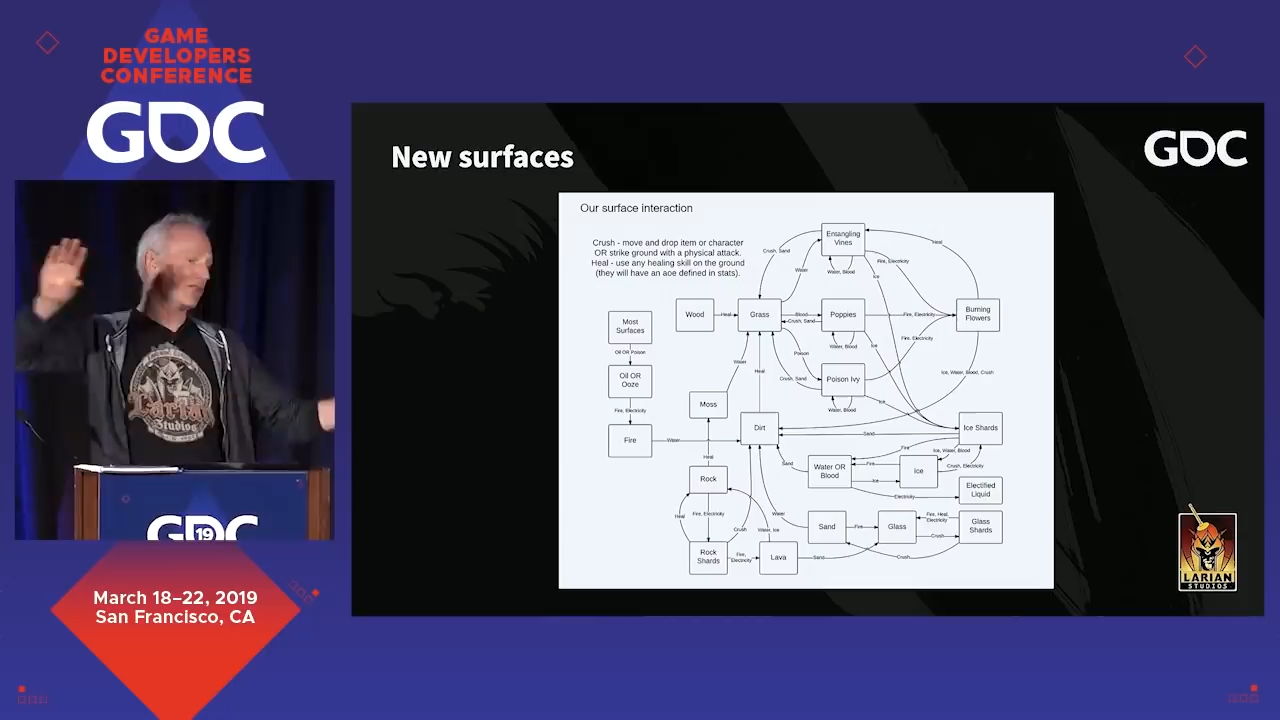 GAME
DEVELOPERS
CONFERENCE
GDC
New surfaces
GDC
Our surface interaction
Crush - move and drop item or character
OR strike ground with a physical attack.
Heal - use any healing skill on the ground
(they will have an aoe defined in stats).
Entangling
Vines
Crush, Sand
Heal
Water
Water, Blood
Fire, Electricity
Ice
Wood
Heal
Grass
Blood
Crush, Sand
Poppies
Fire, Electricity
Burning
Flowers
Most
Surfaces
Oil OR Poison
Water, Blood
Ice
Fire, Electricity
Poison
Water
Heal
Crush, Sand
Poison Ivy
Ice, Water, Blood, Crush
Oil OR
Ooze
Fire, Electricity
Water, Blood
Ice
Moss
Fire
Water
Dirt
Sand
Ice Shards
Heal
Sand
Fire
Ice, Water, Blood
Water OR
Blood
Fire
Ice
Ice
Crush, Electricity
Rock
Electricity
Electified
Liquid
Heal
Fire, Electricity
Crush
Water, Ice
Water
Sand
Fire
Glass
Fire, Heal,
Electricity
Crush
Glass
Shards
Rock
Shards
Fire,
Electricity
Lava
Sand
Crush
Larian
Studios
GDC
19
LARIAN
STUDIOS
March 18–22, 2019
San Francisco, CA